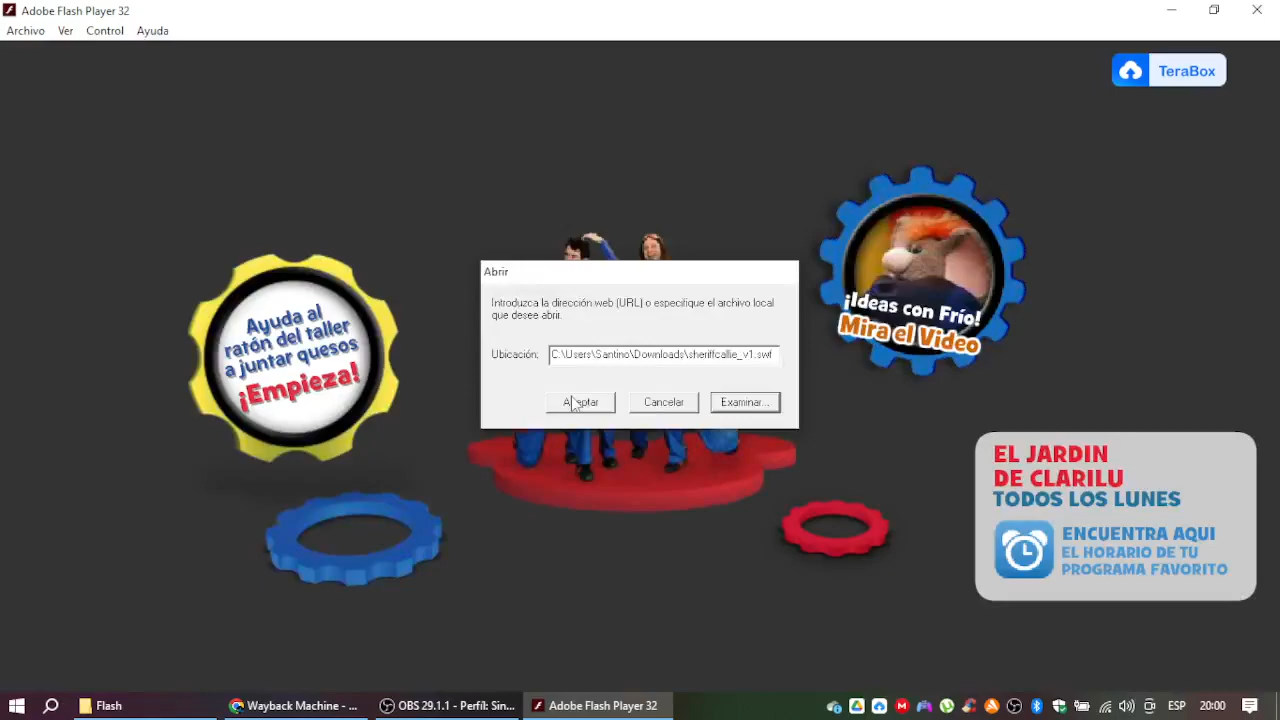 Adobe Flash Player 32
Archivo Ver Control Ayuda
TeraBox
Ayuda al
ratón del taller
a juntar quesos
¡Empieza!
¡Ideas con Frío!
Mira el Video
Abrir
Introduzca la dirección web (URL) o especifique el archivo local
que desee abrir.
Ubicación: C:\Users\Santino\Downloads\sheriffcallie_v1.swf
Aceptar Cancelar Examinar...
EL JARDIN
DE CLARILU
TODOS LOS LUNES
ENCUENTRA AQUI
EL HORARIO DE TU
PROGRAMA FAVORITO
Flash Wayback Machine - ... OBS 29.1.1 - Perfil: Sin... Adobe Flash Player 32 ESP 20:00